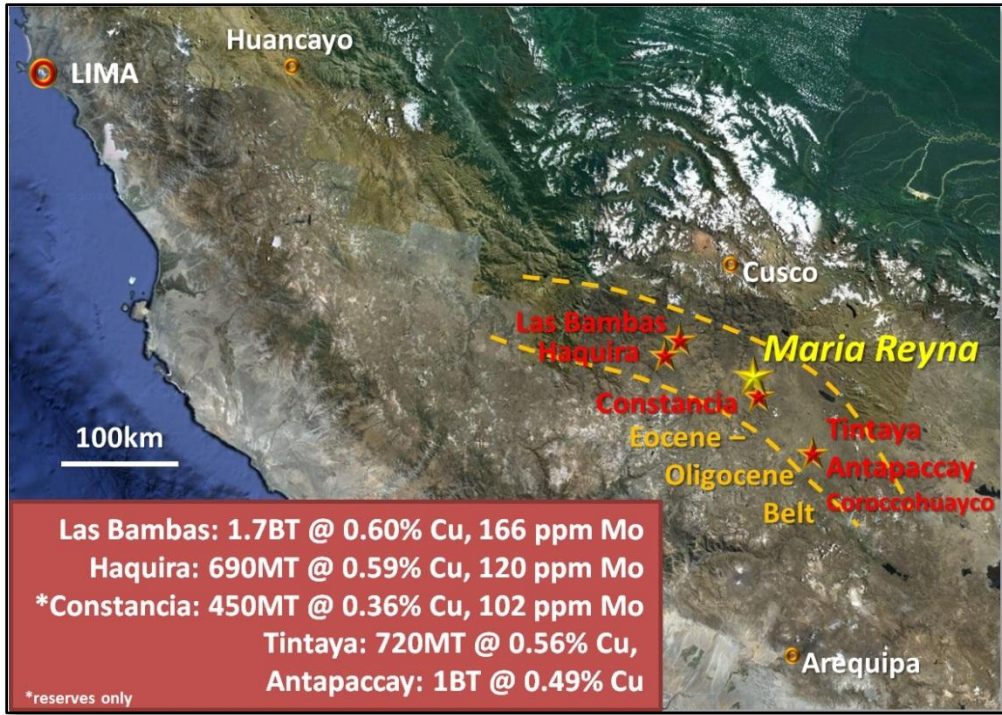 Huancayo
LIMA
Cusco
Las Bambas
Haquira
Maria Reyna
Constancia
100km
Eocene –
Oligocene
Belt
Tintaya
Antapaccay
Coroccohuayco
Las Bambas: 1.7BT @ 0.60% Cu, 166 ppm Mo
Haquira: 690MT @ 0.59% Cu, 120 ppm Mo
*Constancia: 450MT @ 0.36% Cu, 102 ppm Mo
Tintaya: 720MT @ 0.56% Cu,
Antapaccay: 1BT @ 0.49% Cu
*reserves only
Arequipa